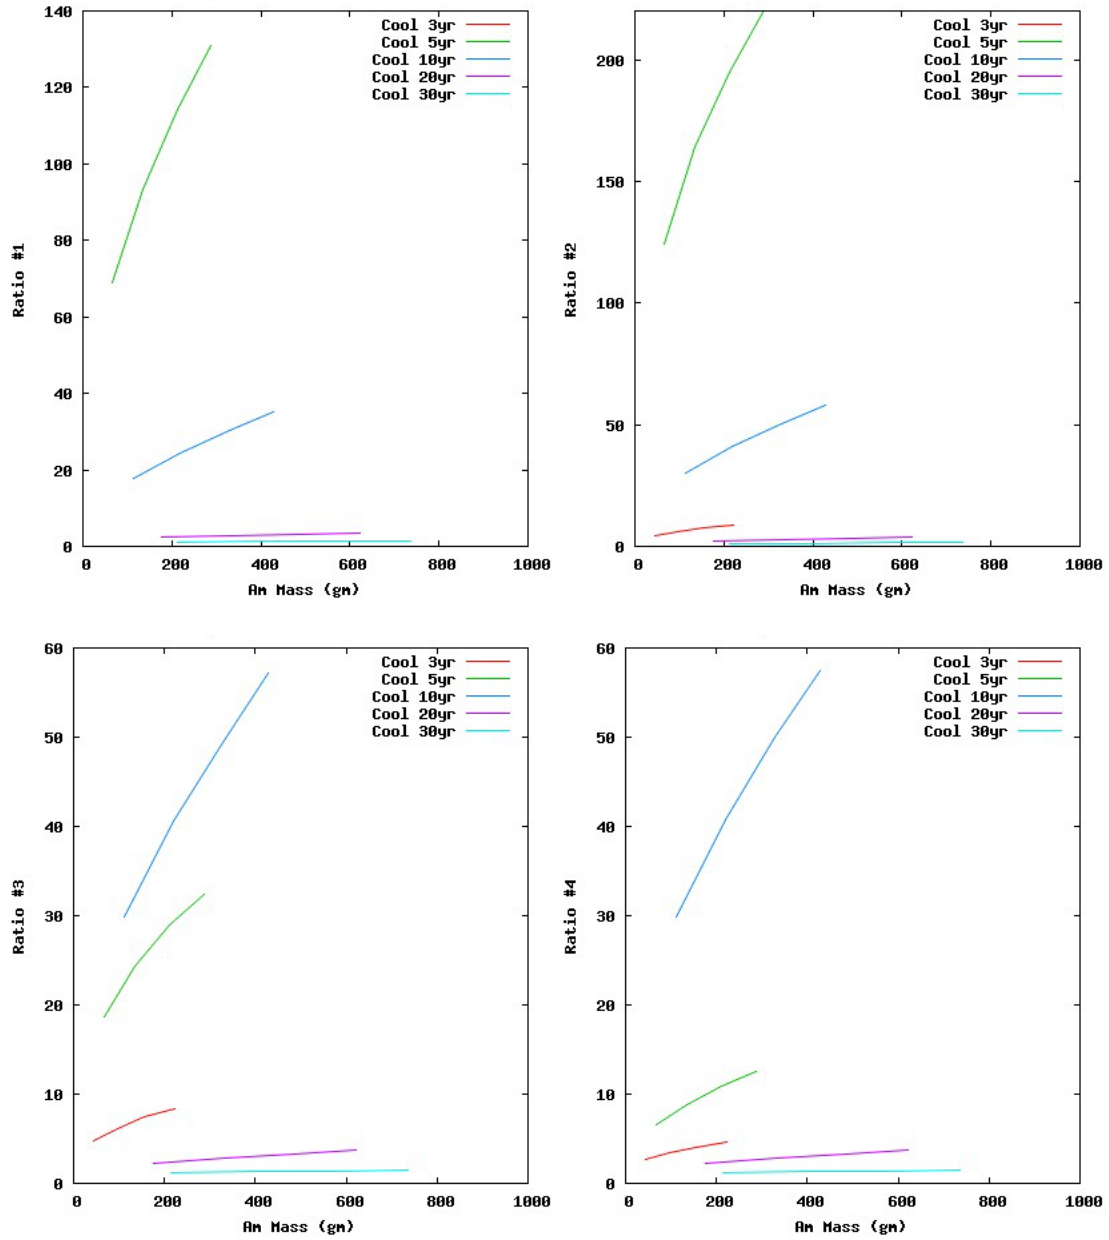 140
120
100
80
60
40
20
0
Ratio #1
Cool 3yr
Cool 5yr
Cool 10yr
Cool 20yr
Cool 30yr
0 200 400 600 800 1000
Am Mass (gm)
200
150
100
50
0
Ratio #2
Cool 3yr
Cool 5yr
Cool 10yr
Cool 20yr
Cool 30yr
0 200 400 600 800 1000
Am Mass (gm)
60
50
40
30
20
10
0
Ratio #3
Cool 3yr
Cool 5yr
Cool 10yr
Cool 20yr
Cool 30yr
0 200 400 600 800 1000
Am Mass (gm)
60
50
40
30
20
10
0
Ratio #4
Cool 3yr
Cool 5yr
Cool 10yr
Cool 20yr
Cool 30yr
0 200 400 600 800 1000
Am Mass (gm)